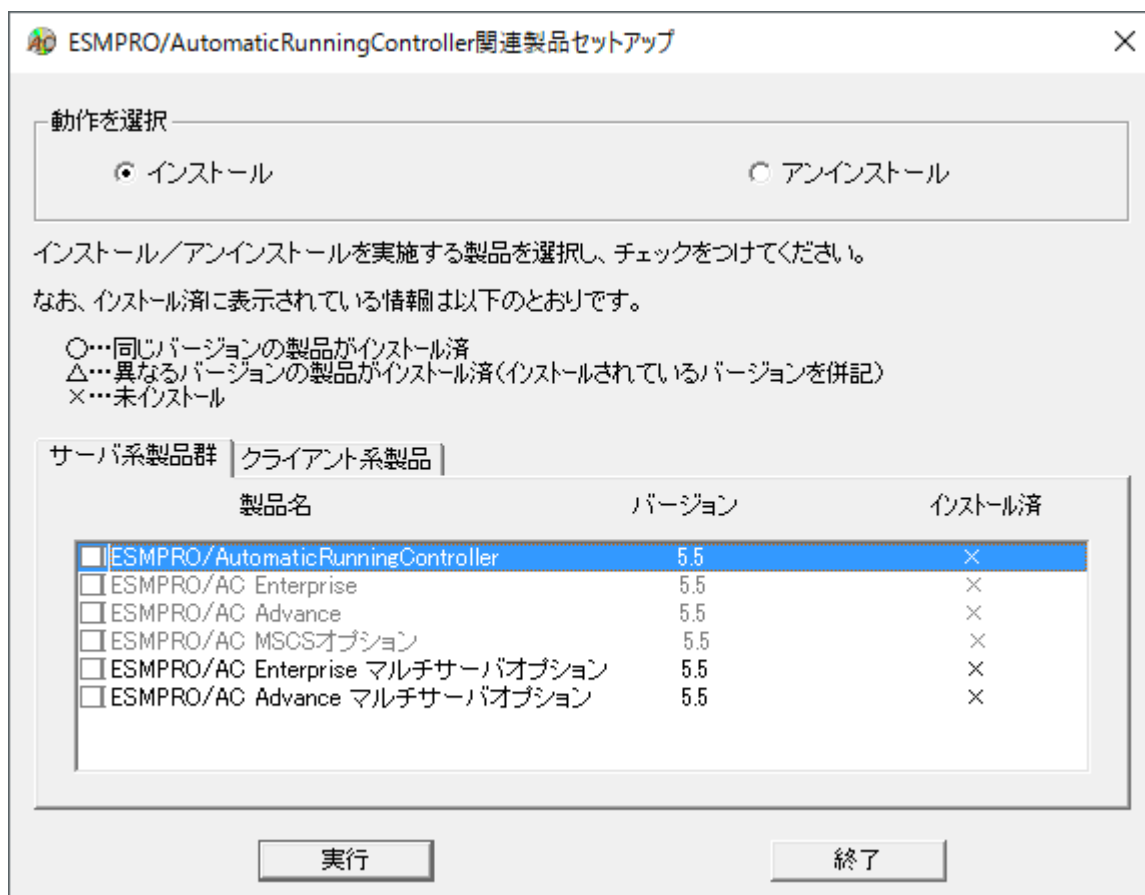 ESMPRO/AutomaticRunningController関連製品セットアップ
動作を選択
インストール アンインストール
インストール／アンインストールを実施する製品を選択し、チェックをつけてください。
なお、インストール済に表示されている情報は以下のとおりです。
○…同じバージョンの製品がインストール済
△…異なるバージョンの製品がインストール済(インストールされているバージョンを併記)
×…未インストール
サーバ系製品群 クライアント系製品
製品名 バージョン インストール済
ESMPRO/AutomaticRunningController 5.5 ×
ESMPRO/AC Enterprise 5.5 ×
ESMPRO/AC Advance 5.5 ×
ESMPRO/AC MSCSオプション 5.5 ×
ESMPRO/AC Enterprise マルチサーバオプション 5.5 ×
ESMPRO/AC Advance マルチサーバオプション 5.5 ×
実行 終了